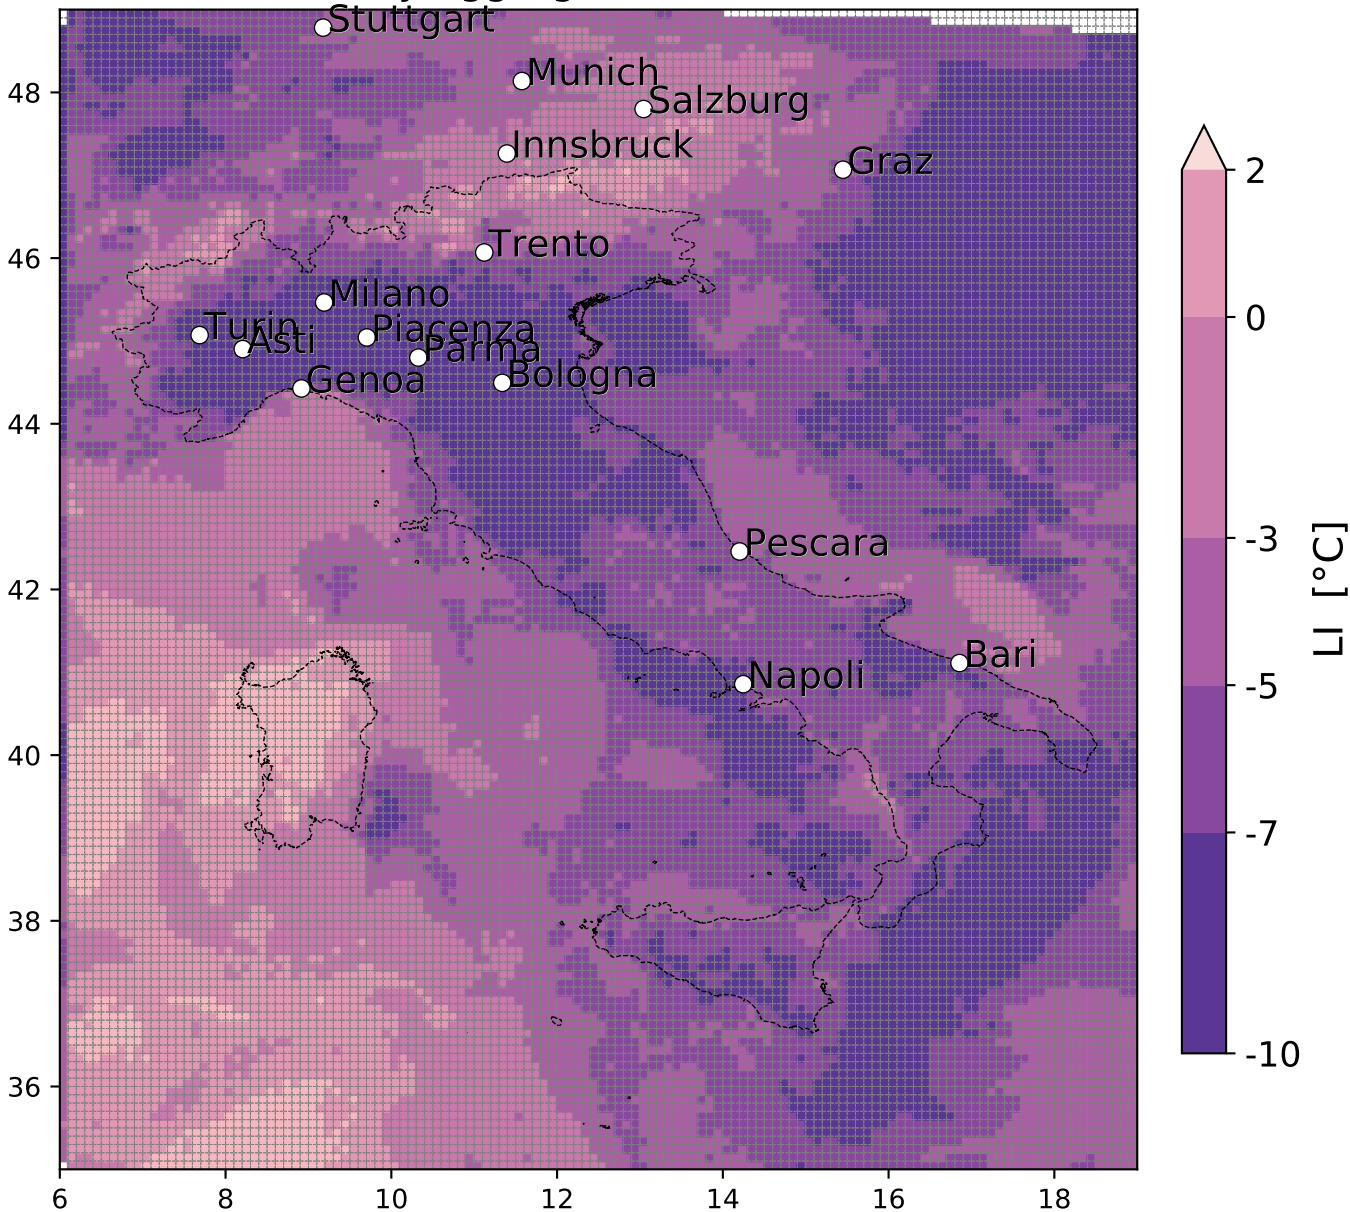 Stuttgart
Munich
Salzburg
Innsbruck
Graz
Trento
Milano
Turin
Asti
Piacenza
Parma
Genoa
Bologna
Pescara
Napoli
Bari
48
46
44
42
40
38
36
6 8 10 12 14 16 18
2
0
-3
-5
-7
-10
LI [°C]